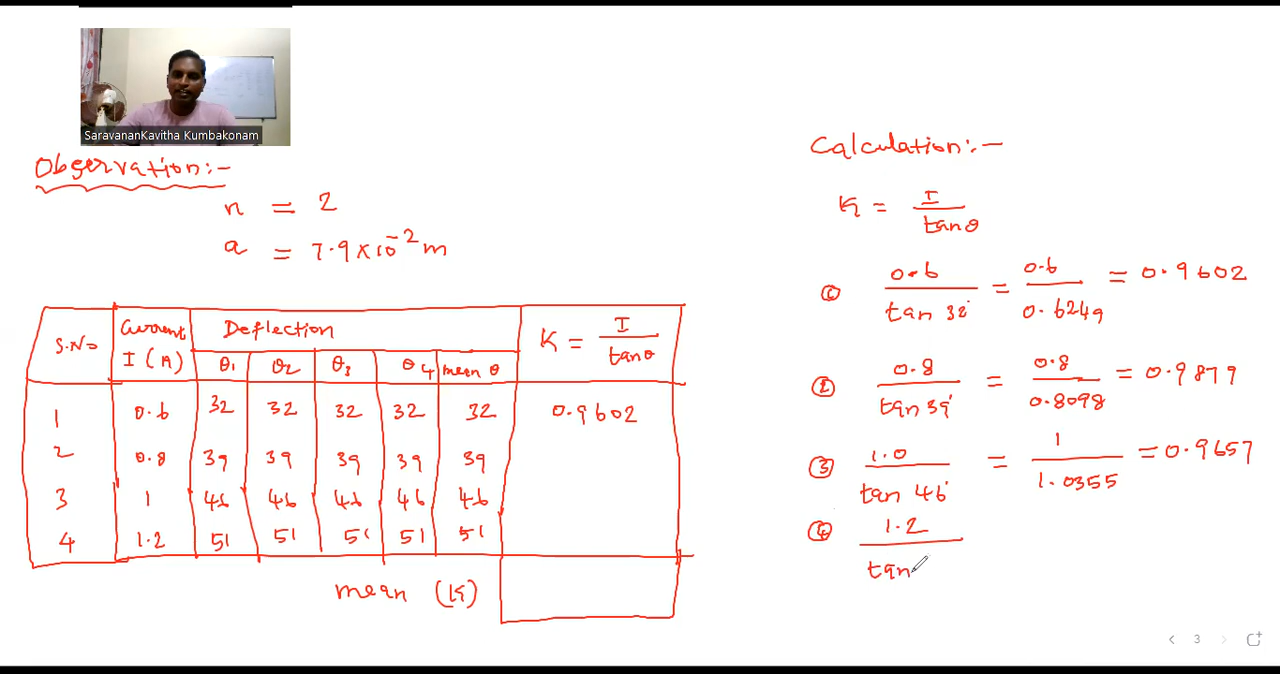 SaravananKavitha Kumbakonam
Observation:-
n = 2
a = 7.9×10⁻² m
S.No Current I (A) Deflection K = I / tanθ
θ1 θ2 θ3 θ4 mean θ
1 0.6 32 32 32 32 32 0.9602
2 0.8 39 39 39 39 39
3 1 46 46 46 46 46
4 1.2 51 51 51 51 51
mean (K)
Calculation:-
K = I / tanθ
① 0.6 / tan 32° = 0.6 / 0.6249 = 0.9602
② 0.8 / tan 39° = 0.8 / 0.8098 = 0.9879
③ 1.0 / tan 46° = 1 / 1.0355 = 0.9657
④ 1.2 / tan
3